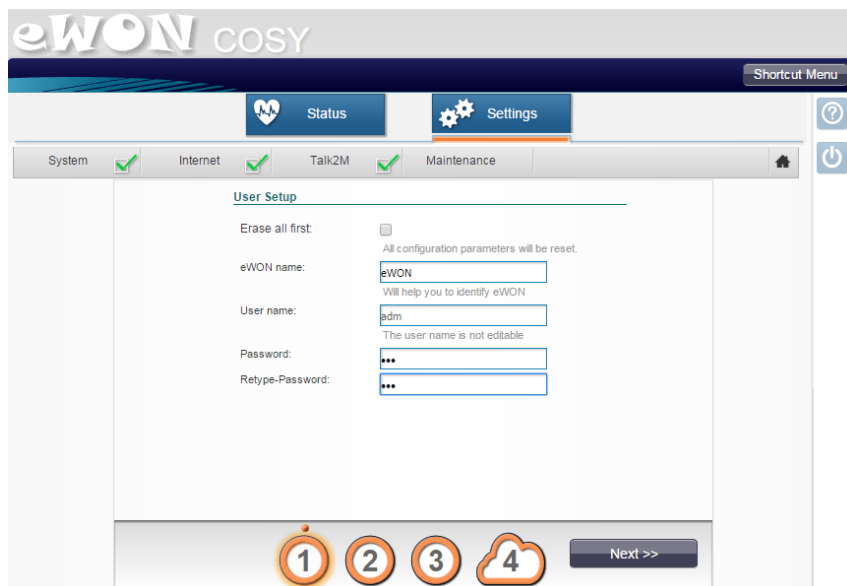 eWON COSY
Shortcut Menu
Status
Settings
System
Internet
Talk2M
Maintenance
User Setup
Erase all first:
All configuration parameters will be reset.
eWON name:
eWON
Will help you to identify eWON
User name:
adm
The user name is not editable
Password:
•••
Retype-Password:
•••
1
2
3
4
Next >>